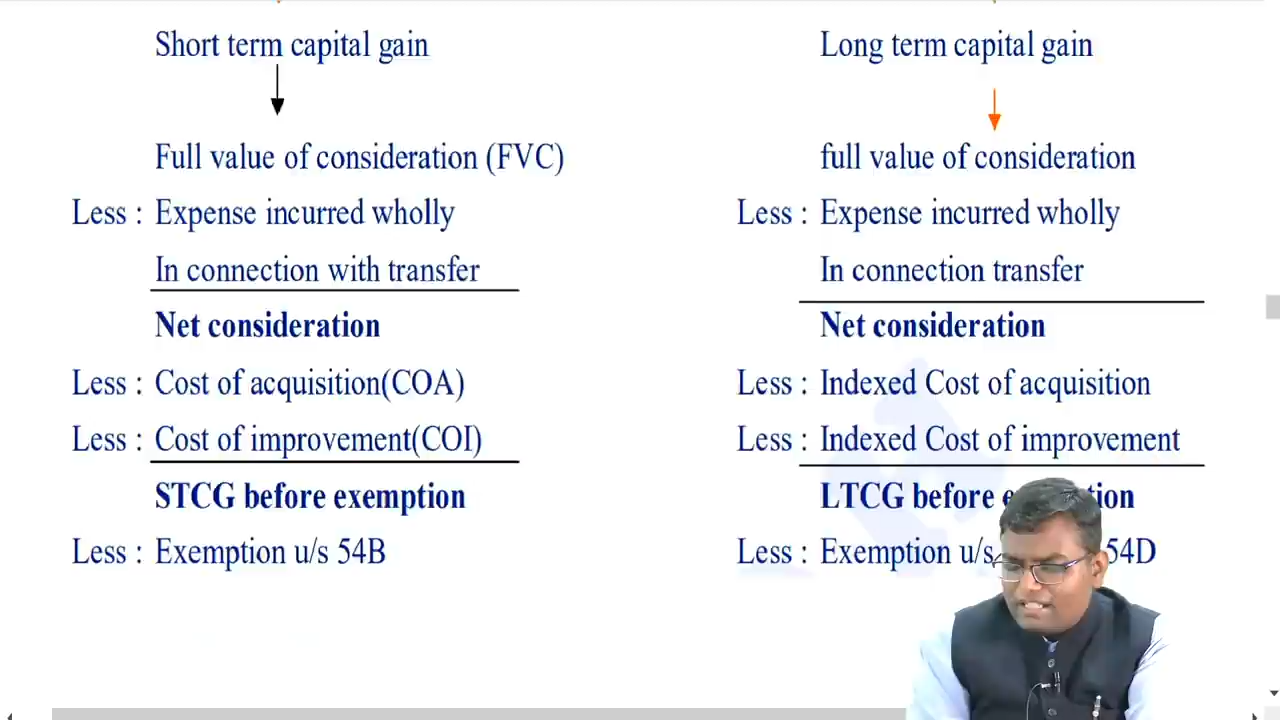 Short term capital gain
Full value of consideration (FVC)
Less : Expense incurred wholly
In connection with transfer
Net consideration
Less : Cost of acquisition(COA)
Less : Cost of improvement(COI)
STCG before exemption
Less : Exemption u/s 54B
Long term capital gain
full value of consideration
Less : Expense incurred wholly
In connection transfer
Net consideration
Less : Indexed Cost of acquisition
Less : Indexed Cost of improvement
LTCG before
Less : Exemption u/s 54D